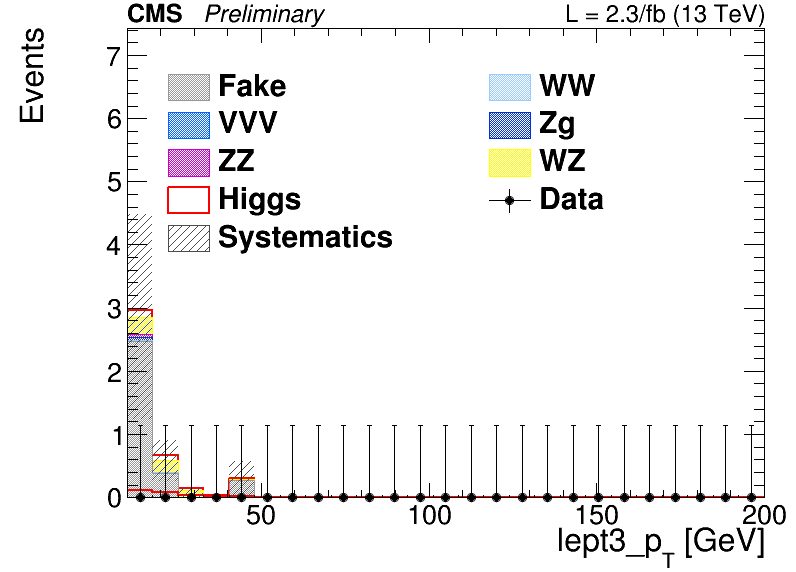 CMS Preliminary L = 2.3/fb (13 TeV)
Events
7
6
5
4
3
2
1
0
Fake WW
VVV Zg
ZZ WZ
Higgs Data
Systematics
50 100 150 200
lept3_p_T [GeV]